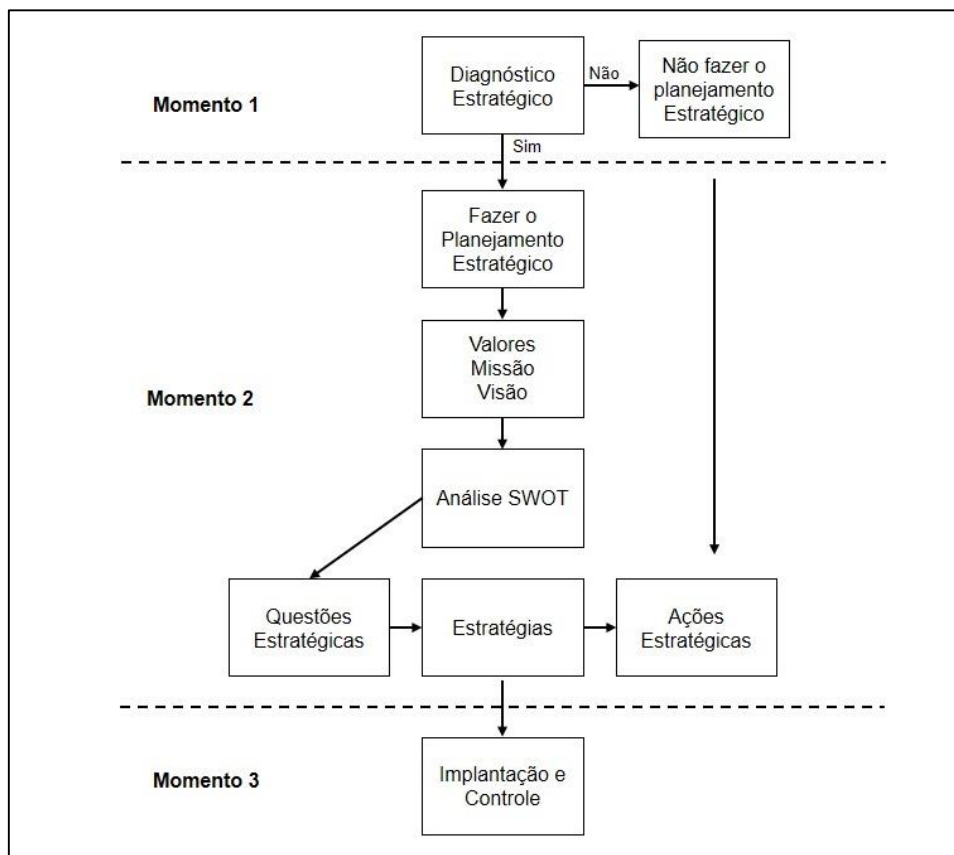 Diagnóstico
Estratégico
Não
Não fazer o
planejamento
Estratégico
Momento 1
Sim
Fazer o
Planejamento
Estratégico
Valores
Missão
Visão
Momento 2
Análise SWOT
Questões
Estratégicas
Estratégias
Ações
Estratégicas
Momento 3
Implantação e
Controle